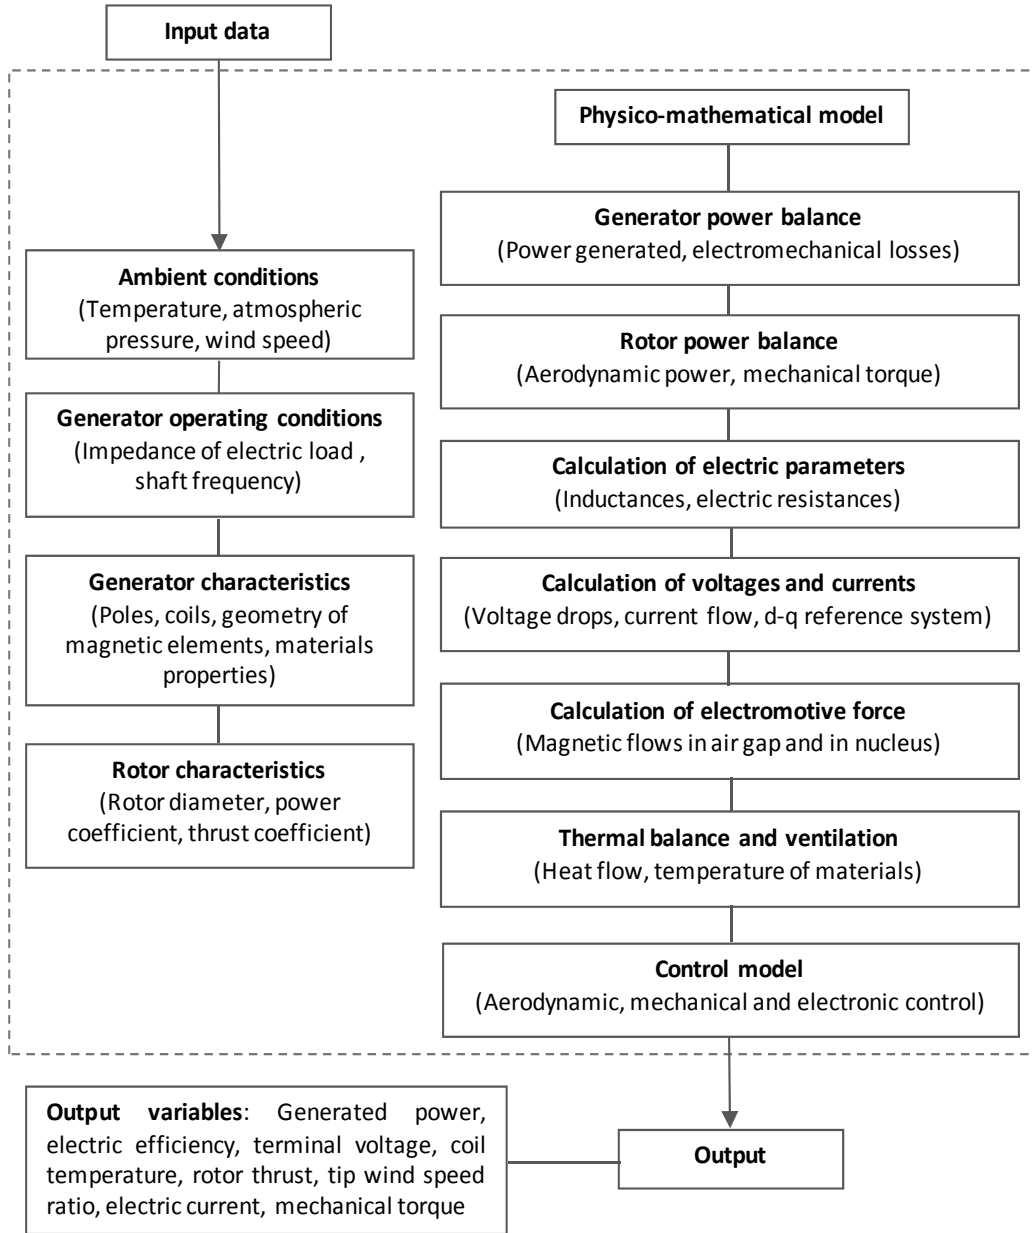 Input data
Ambient conditions
(Temperature, atmospheric
pressure, wind speed)
Generator operating conditions
(Impedance of electric load ,
shaft frequency)
Generator characteristics
(Poles, coils, geometry of
magnetic elements, materials
properties)
Rotor characteristics
(Rotor diameter, power
coefficient, thrust coefficient)
Physico-mathematical model
Generator power balance
(Power generated, electromechanical losses)
Rotor power balance
(Aerodynamic power, mechanical torque)
Calculation of electric parameters
(Inductances, electric resistances)
Calculation of voltages and currents
(Voltage drops, current flow, d-q reference system)
Calculation of electromotive force
(Magnetic flows in air gap and in nucleus)
Thermal balance and ventilation
(Heat flow, temperature of materials)
Control model
(Aerodynamic, mechanical and electronic control)
Output variables: Generated power,
electric efficiency, terminal voltage, coil
temperature, rotor thrust, tip wind speed
ratio, electric current, mechanical torque
Output